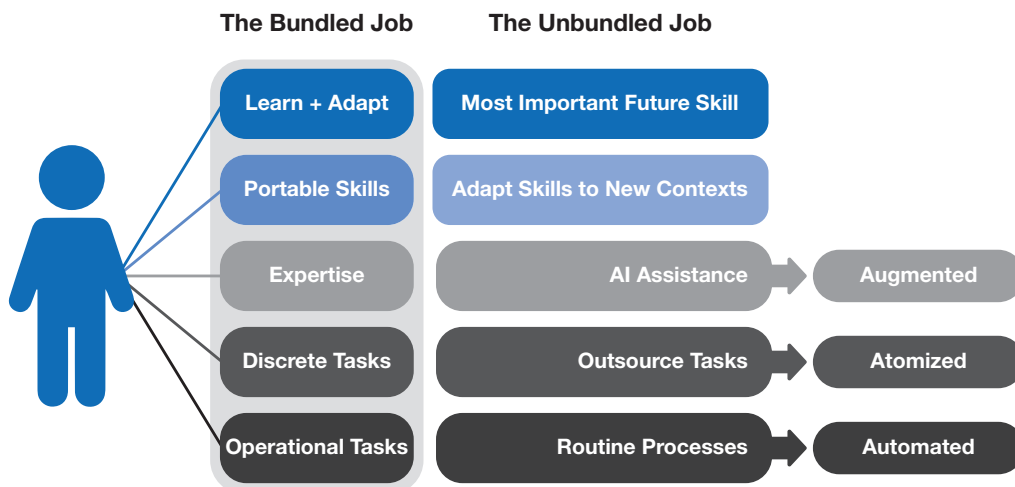 The Bundled Job
The Unbundled Job
Learn + Adapt
Most Important Future Skill
Portable Skills
Adapt Skills to New Contexts
Expertise
AI Assistance
Augmented
Discrete Tasks
Outsource Tasks
Atomized
Operational Tasks
Routine Processes
Automated